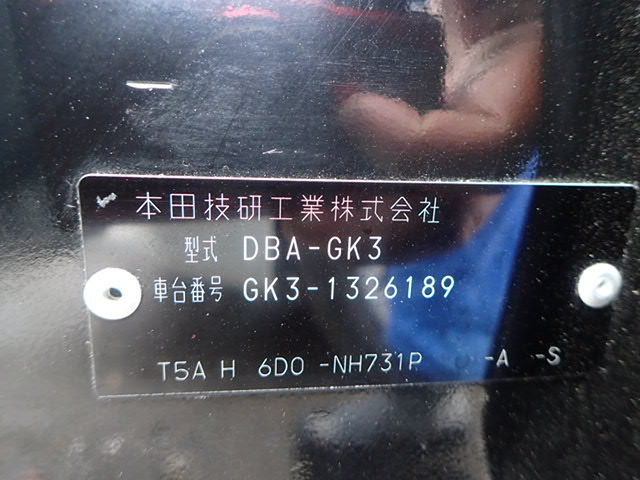 本田技研工業株式会社
型式 DBA-GK3
車台番号 GK3-1326189
T5A H 6D0 -NH731P -A -S